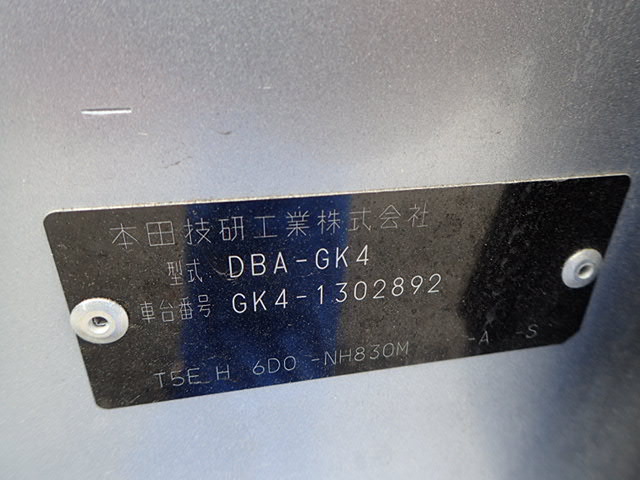 本田技研工業株式会社
型式 DBA-GK4
車台番号 GK4-1302892
T5E H 6D0 -NH830M -A -S